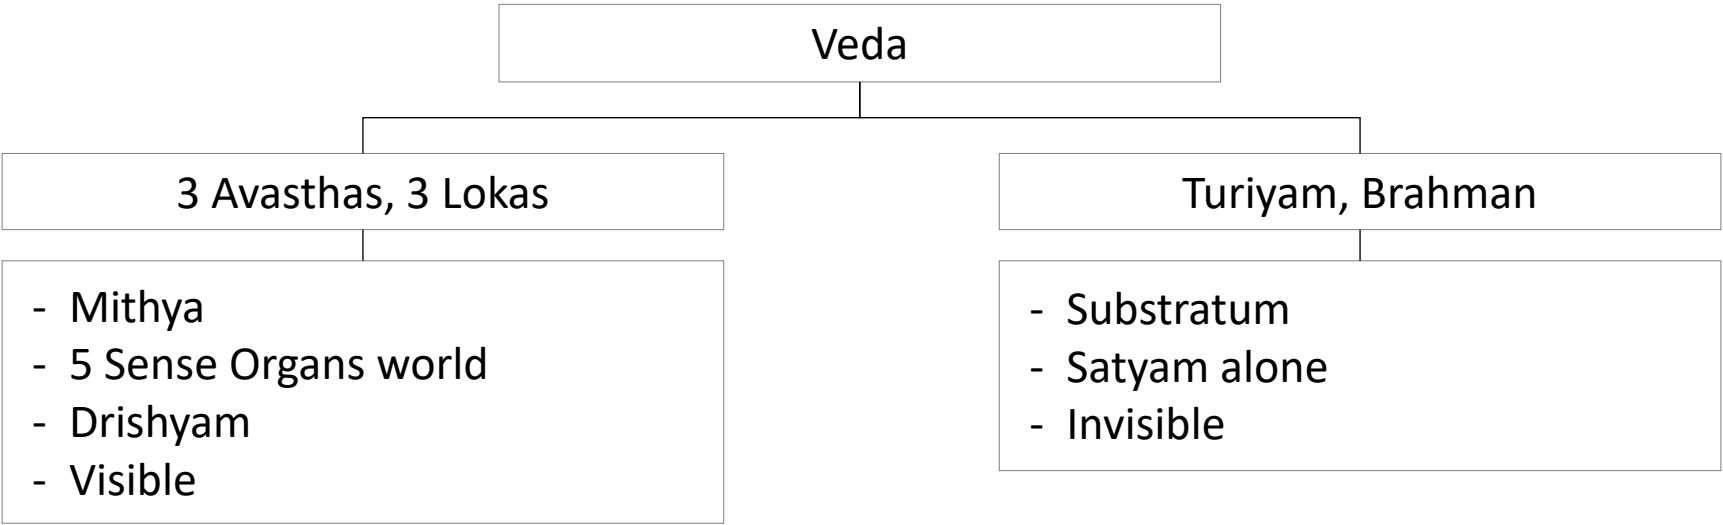 Veda
3 Avasthas, 3 Lokas
- Mithya
- 5 Sense Organs world
- Drishyam
- Visible
Turiyam, Brahman
- Substratum
- Satyam alone
- Invisible